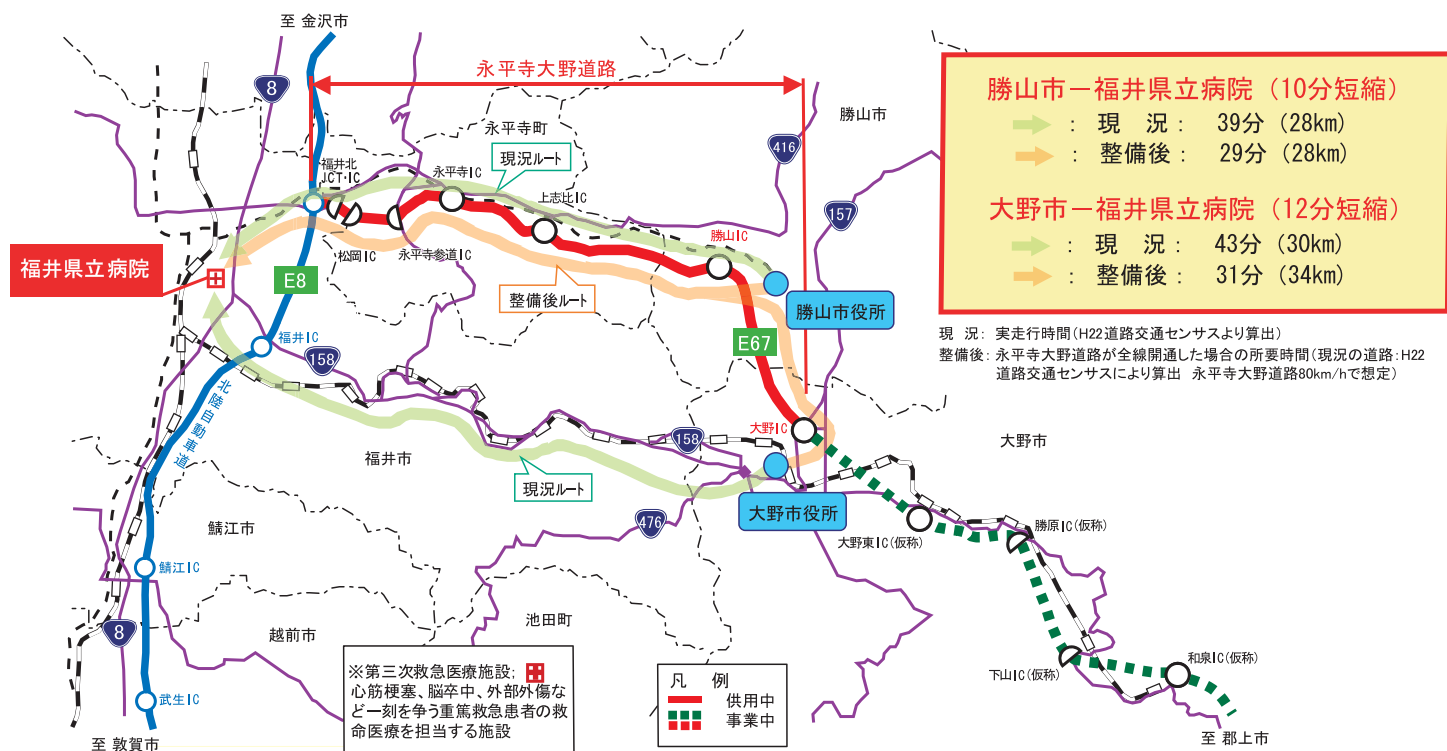 至 金沢市
永平寺大野道路
8
永平寺町
勝山市
416
157
現況ルート
福井北
JCT・IC
永平寺IC
上志比IC
勝山IC
松岡IC
永平寺参道IC
福井県立病院
E8
整備後ルート
勝山市役所
E67
福井IC
158
北陸自動車道
福井市
大野IC
158
大野市
現況ルート
大野市役所
476
大野東IC(仮称)
勝原IC(仮称)
鯖江市
鯖江IC
8
越前市
池田町
下山IC(仮称)
和泉IC(仮称)
武生IC
至 敦賀市
至 郡上市
勝山市−福井県立病院 (10分短縮)
: 現 況: 39分 (28km)
: 整備後: 29分 (28km)
大野市−福井県立病院 (12分短縮)
: 現 況: 43分 (30km)
: 整備後: 31分 (34km)
現 況: 実走行時間(H22道路交通センサスより算出)
整備後: 永平寺大野道路が全線開通した場合の所要時間(現況の道路:H22
道路交通センサスにより算出 永平寺大野道路80km/hで想定)
※第三次救急医療施設;
心筋梗塞、脳卒中、外部外傷な
ど一刻を争う重篤救急患者の救
命医療を担当する施設
凡 例
供用中
事業中